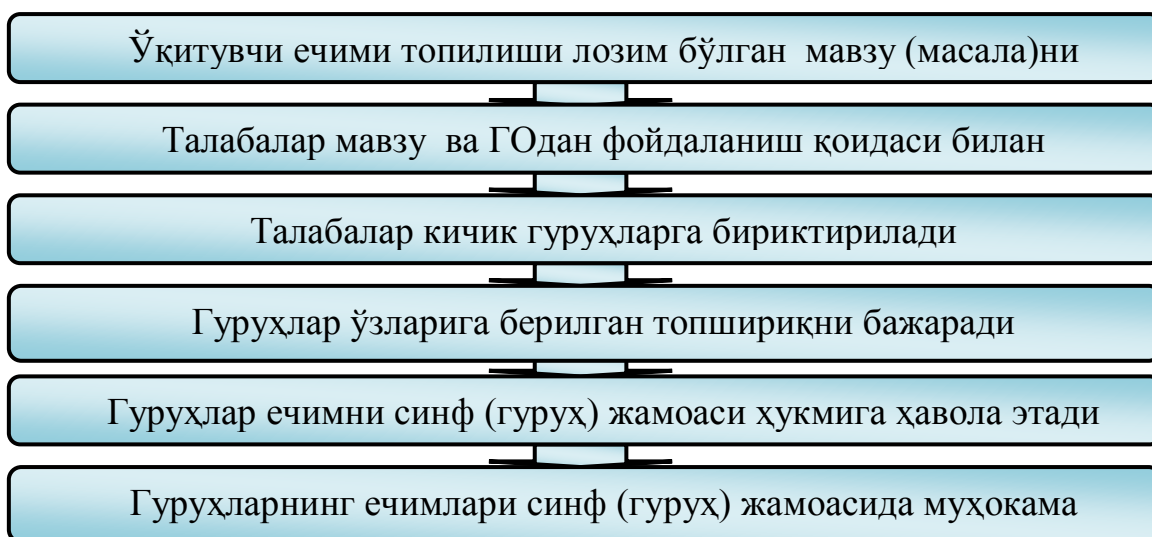 Ўқитувчи ечими топилиши лозим бўлган мавзу (масала)ни
Талабалар мавзу ва ГОдан фойдаланиш қоидаси билан
Талабалар кичик гуруҳларга бириктирилади
Гуруҳлар ўзларига берилган топшириқни бажаради
Гуруҳлар ечимни синф (гуруҳ) жамоаси ҳукмига ҳавола этади
Гуруҳларнинг ечимлари синф (гуруҳ) жамоасида муҳокама